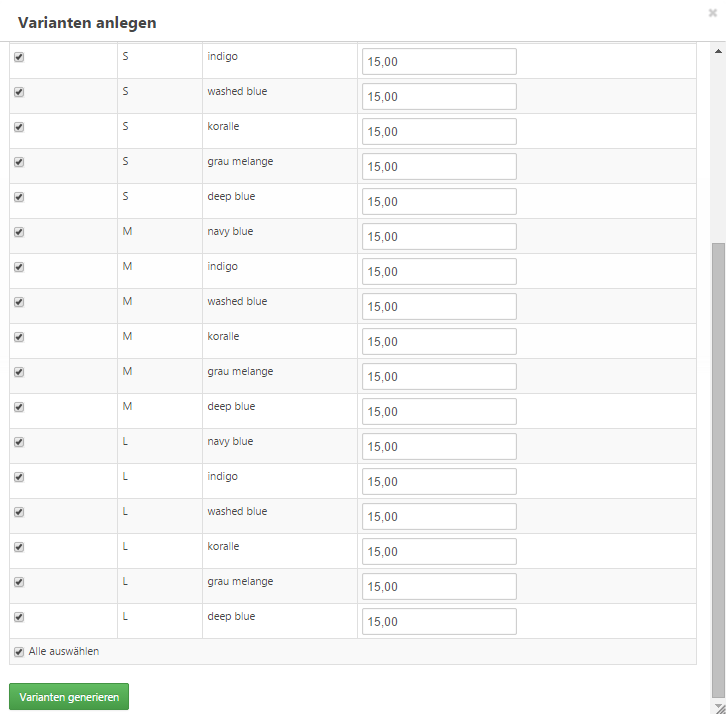 Varianten anlegen
S indigo 15,00
S washed blue 15,00
S koralle 15,00
S grau melange 15,00
S deep blue 15,00
M navy blue 15,00
M indigo 15,00
M washed blue 15,00
M koralle 15,00
M grau melange 15,00
M deep blue 15,00
L navy blue 15,00
L indigo 15,00
L washed blue 15,00
L koralle 15,00
L grau melange 15,00
L deep blue 15,00
Alle auswählen
Varianten generieren